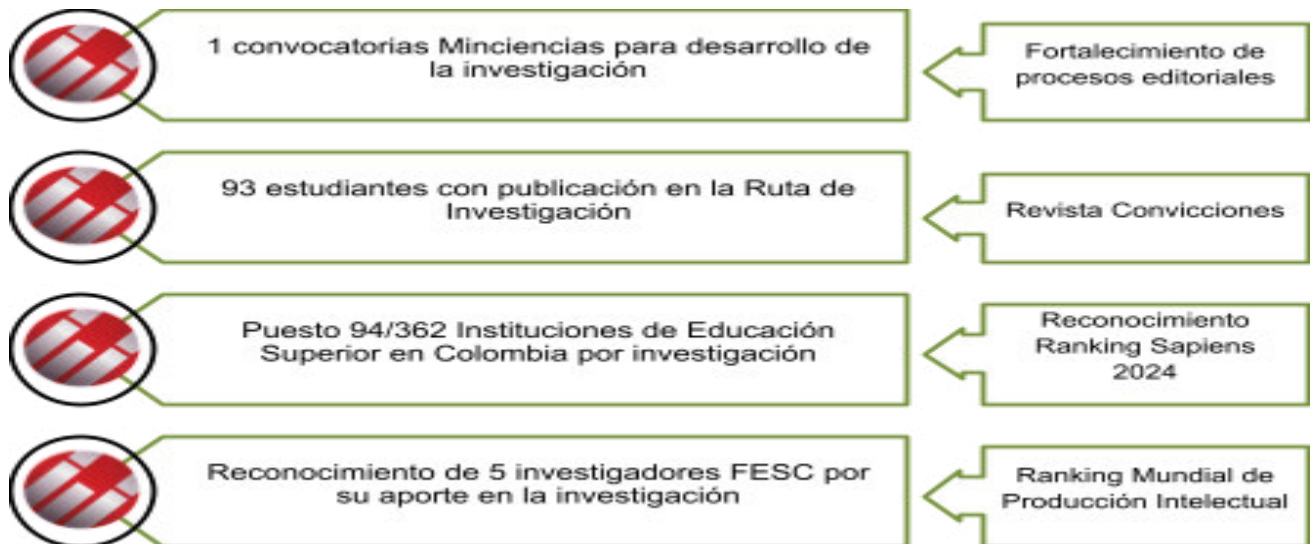 1 convocatorias Minciencias para desarrollo de
la investigación
Fortalecimiento de
procesos editoriales
93 estudiantes con publicación en la Ruta de
Investigación
Revista Convicciones
Puesto 94/362 Instituciones de Educación
Superior en Colombia por investigación
Reconocimiento
Ranking Sapiens
2024
Reconocimiento de 5 investigadores FESC por
su aporte en la investigación
Ranking Mundial de
Producción Intelectual